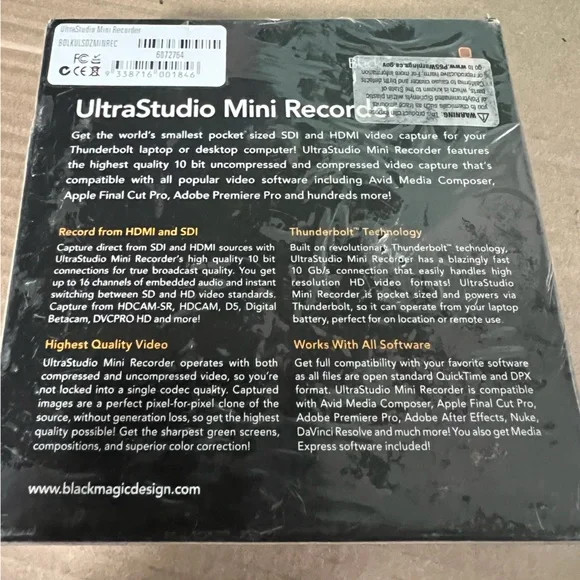 UltraStudio Mini Recorder
BDLKULSDZMINREC
6872764
9 338716 001846
WARNING: This product can
go to www.P65Warnings.ca.gov
UltraStudio Mini Recorder
Get the world's smallest pocket sized SDI and HDMI video capture for your
Thunderbolt laptop or desktop computer! UltraStudio Mini Recorder features
the highest quality 10 bit uncompressed and compressed video capture that's
compatible with all popular video software including Avid Media Composer,
Apple Final Cut Pro, Adobe Premiere Pro and hundreds more!
Record from HDMI and SDI
Capture direct from SDI and HDMI sources with
UltraStudio Mini Recorder's high quality 10 bit
connections for true broadcast quality. You get
up to 16 channels of embedded audio and instant
switching between SD and HD video standards.
Capture from HDCAM-SR, HDCAM, D5, Digital
Betacam, DVCPRO HD and more!
Thunderbolt™ Technology
Built on revolutionary Thunderbolt™ technology,
UltraStudio Mini Recorder has a blazingly fast
10 Gb/s connection that easily handles high
resolution HD video formats! UltraStudio
Mini Recorder is pocket sized and powers via
Thunderbolt, so it can operate from your laptop
battery, perfect for on location or remote use.
Highest Quality Video
UltraStudio Mini Recorder operates with both
compressed and uncompressed video, so you're
not locked into a single codec quality. Captured
images are a perfect pixel-for-pixel clone of the
source, without generation loss, so get the highest
quality possible! Get the sharpest green screens,
compositions, and superior color correction!
Works With All Software
Get full compatibility with your favorite software
as all files are open standard QuickTime and DPX
format. UltraStudio Mini Recorder is compatible
with Avid Media Composer, Apple Final Cut Pro,
Adobe Premiere Pro, Adobe After Effects, Nuke,
DaVinci Resolve and much more! You also get Media
Express software included!
www.blackmagicdesign.com